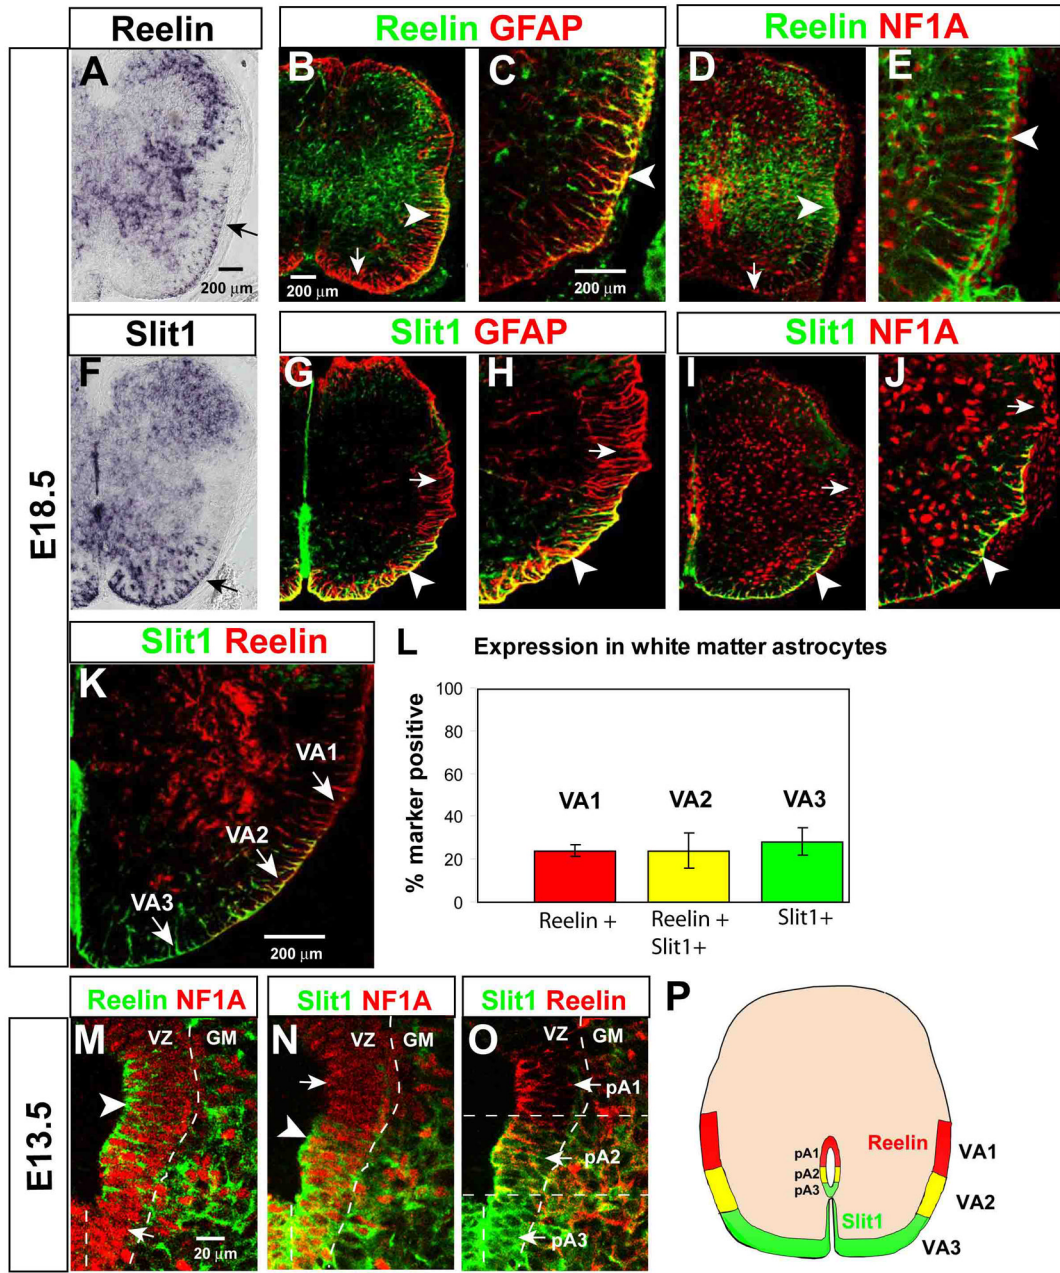 Reelin
Reelin GFAP
Reelin NF1A
A
B
C
D
E
200 µm
200 µm
200 µm
Slit1
Slit1 GFAP
Slit1 NF1A
F
G
H
I
J
E18.5
Slit1 Reelin
K
VA1
VA2
VA3
200 µm
L
Expression in white matter astrocytes
% marker positive
100
80
60
40
20
0
VA1
VA2
VA3
Reelin +
Reelin +
Slit1+
Slit1+
E13.5
Reelin NF1A
Slit1 NF1A
Slit1 Reelin
M
VZ
GM
20 µm
N
VZ
GM
O
VZ
GM
pA1
pA2
pA3
P
Reelin
pA1
pA2
pA3
Slit1
VA1
VA2
VA3